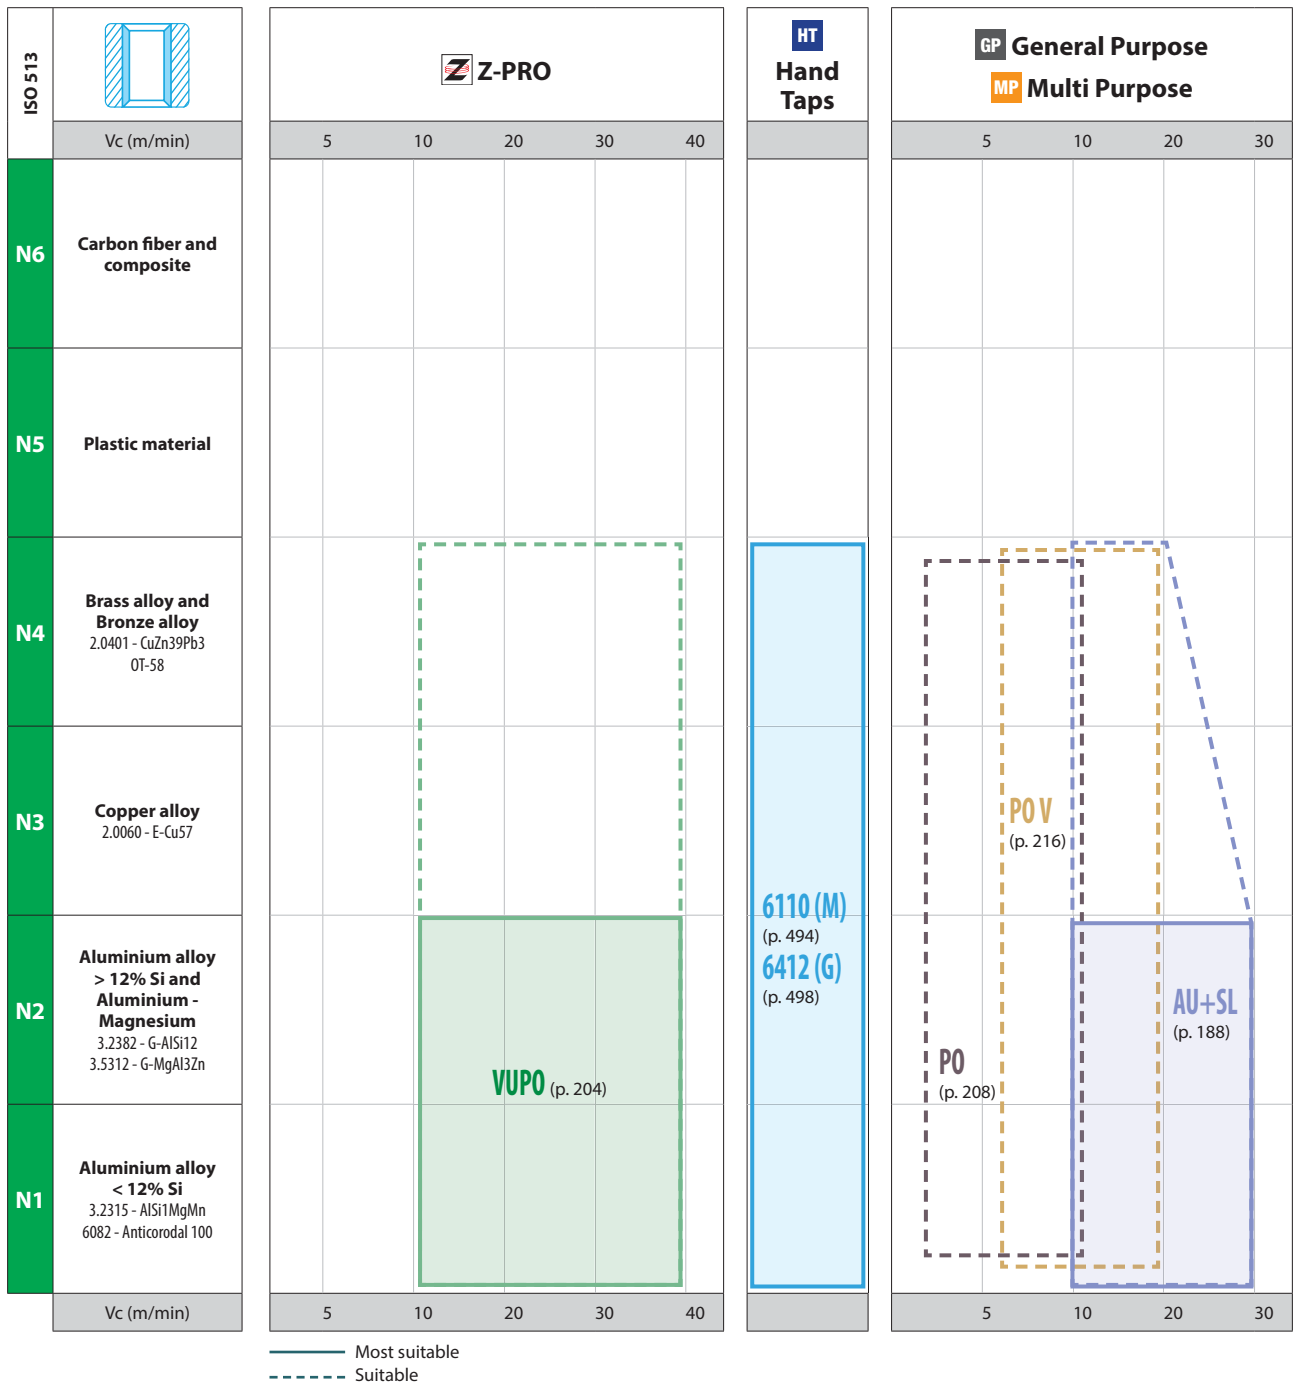 ISO 513
Z-PRO
HT
Hand
Taps
GP General Purpose
MP Multi Purpose
Vc (m/min)
5 10 20 30 40
5 10 20 30
N6
Carbon fiber and
composite
N5
Plastic material
N4
Brass alloy and
Bronze alloy
2.0401 - CuZn39Pb3
OT-58
N3
Copper alloy
2.0060 - E-Cu57
PO V
(p. 216)
6110 (M)
(p. 494)
6412 (G)
(p. 498)
N2
Aluminium alloy
> 12% Si and
Aluminium -
Magnesium
3.2382 - G-AlSi12
3.5312 - G-MgAl3Zn
AU+SL
(p. 188)
PO
(p. 208)
VUPO (p. 204)
N1
Aluminium alloy
< 12% Si
3.2315 - AlSi1MgMn
6082 - Anticorodal 100
Vc (m/min)
5 10 20 30 40
5 10 20 30
Most suitable
Suitable